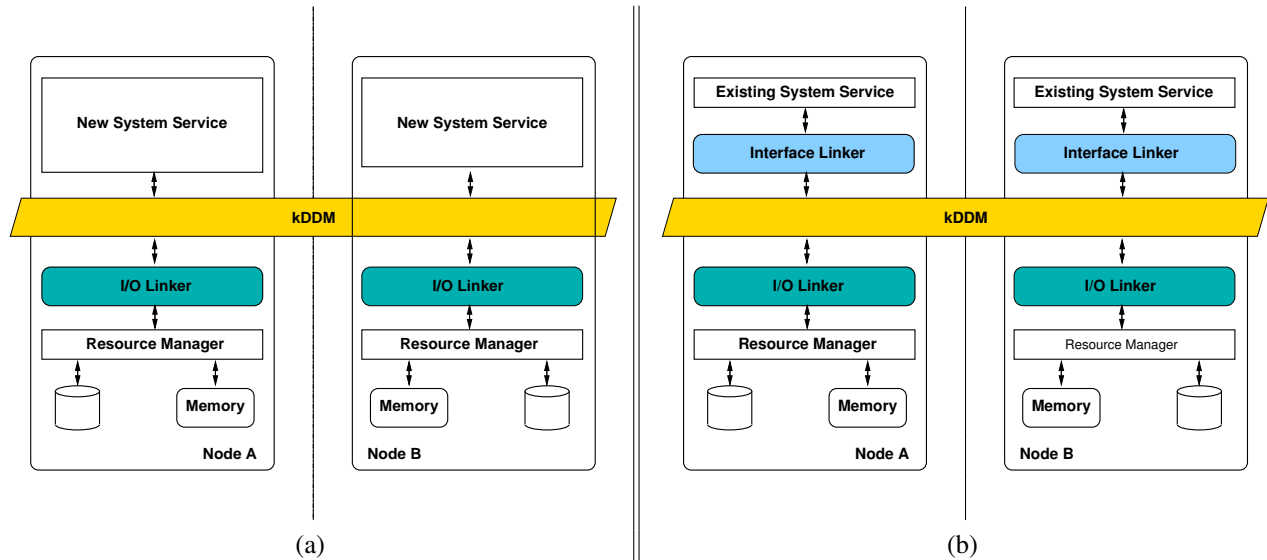 New System Service
New System Service
kDDM
I/O Linker
I/O Linker
Resource Manager
Resource Manager
Memory
Memory
Node A
Node B
(a)
Existing System Service
Existing System Service
Interface Linker
Interface Linker
kDDM
I/O Linker
I/O Linker
Resource Manager
Resource Manager
Memory
Memory
Node A
Node B
(b)